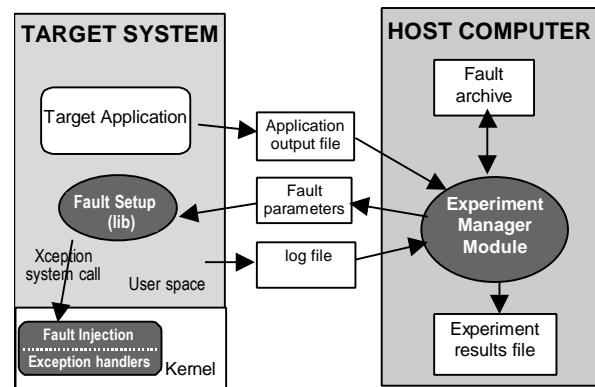 TARGET SYSTEM
HOST COMPUTER
Target Application
Application
output file
Fault
archive
Fault Setup
(lib)
Fault
parameters
Experiment
Manager
Module
Xception
system call
User space
log file
Fault Injection
Exception handlers
Kernel
Experiment
results file